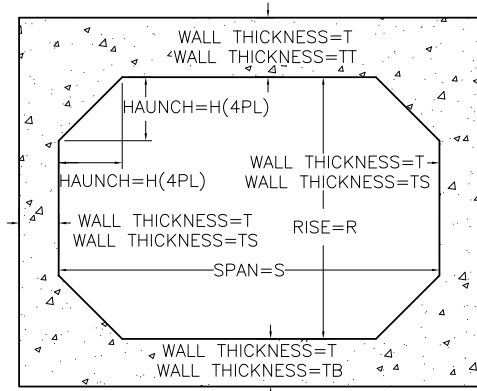 WALL THICKNESS=T
WALL THICKNESS=TT
HAUNCH=H(4PL)
WALL THICKNESS=T
WALL THICKNESS=TS
HAUNCH=H(4PL)
WALL THICKNESS=T
WALL THICKNESS=TS
RISE=R
SPAN=S
WALL THICKNESS=T
WALL THICKNESS=TB